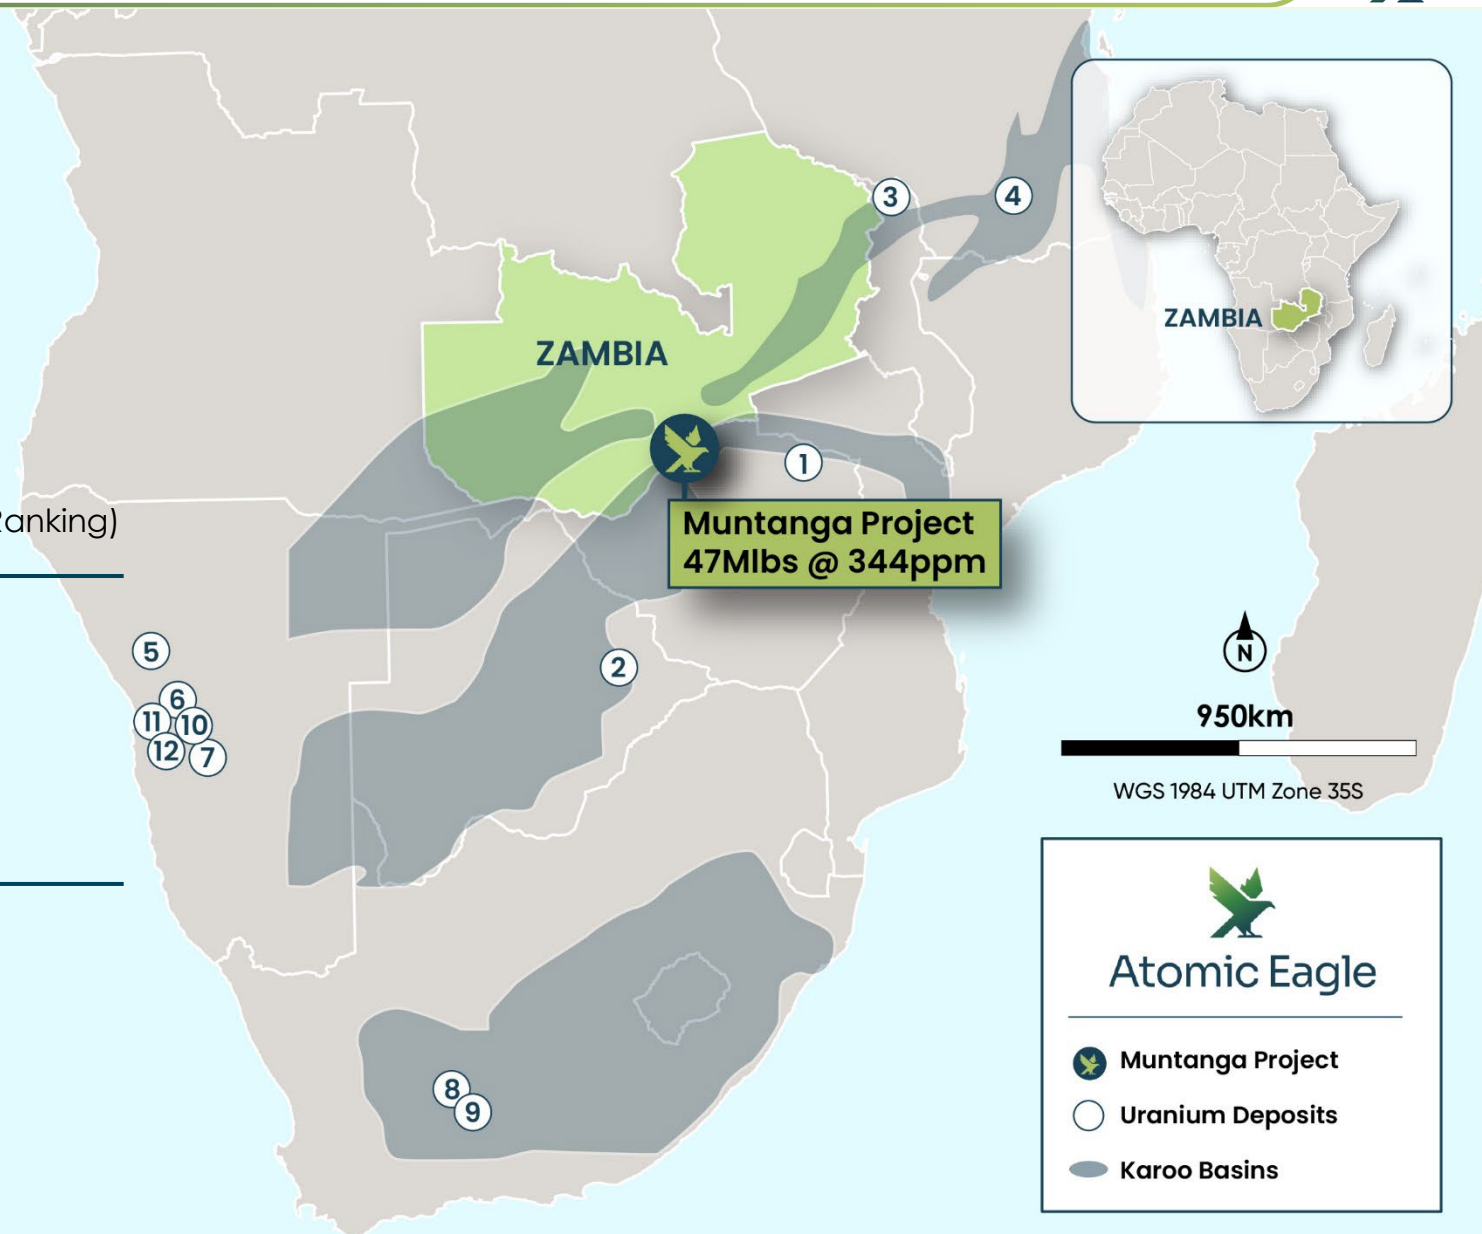 3
4
ZAMBIA
ZAMBIA
1
Ranking)
Muntanga Project
47Mlbs @ 344ppm
5
2
6
11
10
12
7
N
950km
WGS 1984 UTM Zone 35S
Atomic Eagle
Muntanga Project
Uranium Deposits
Karoo Basins
8
9